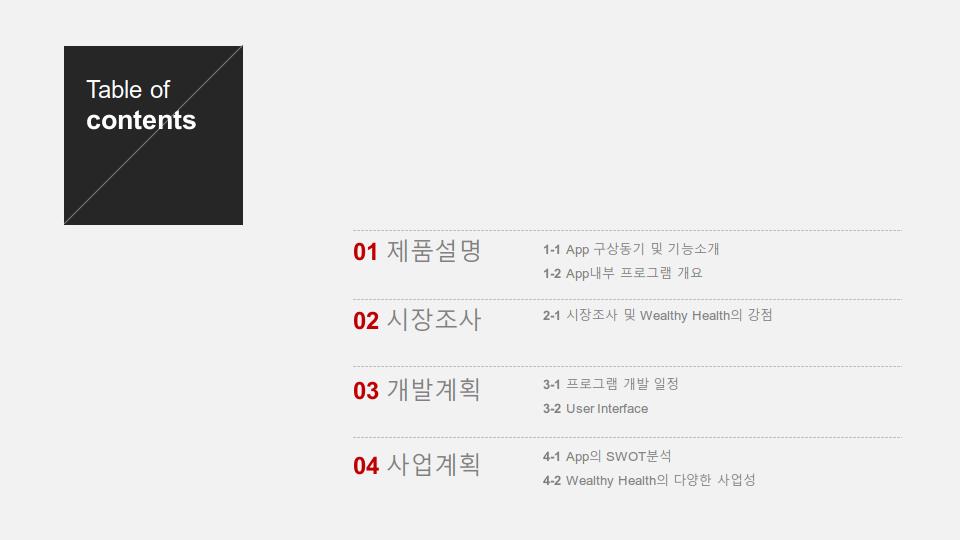 Table of
contents
01 제품설명
1-1 App 구상동기 및 기능소개
1-2 App내부 프로그램 개요
02 시장조사
2-1 시장조사 및 Wealthy Health의 강점
03 개발계획
3-1 프로그램 개발 일정
3-2 User Interface
04 사업계획
4-1 App의 SWOT분석
4-2 Wealthy Health의 다양한 사업성